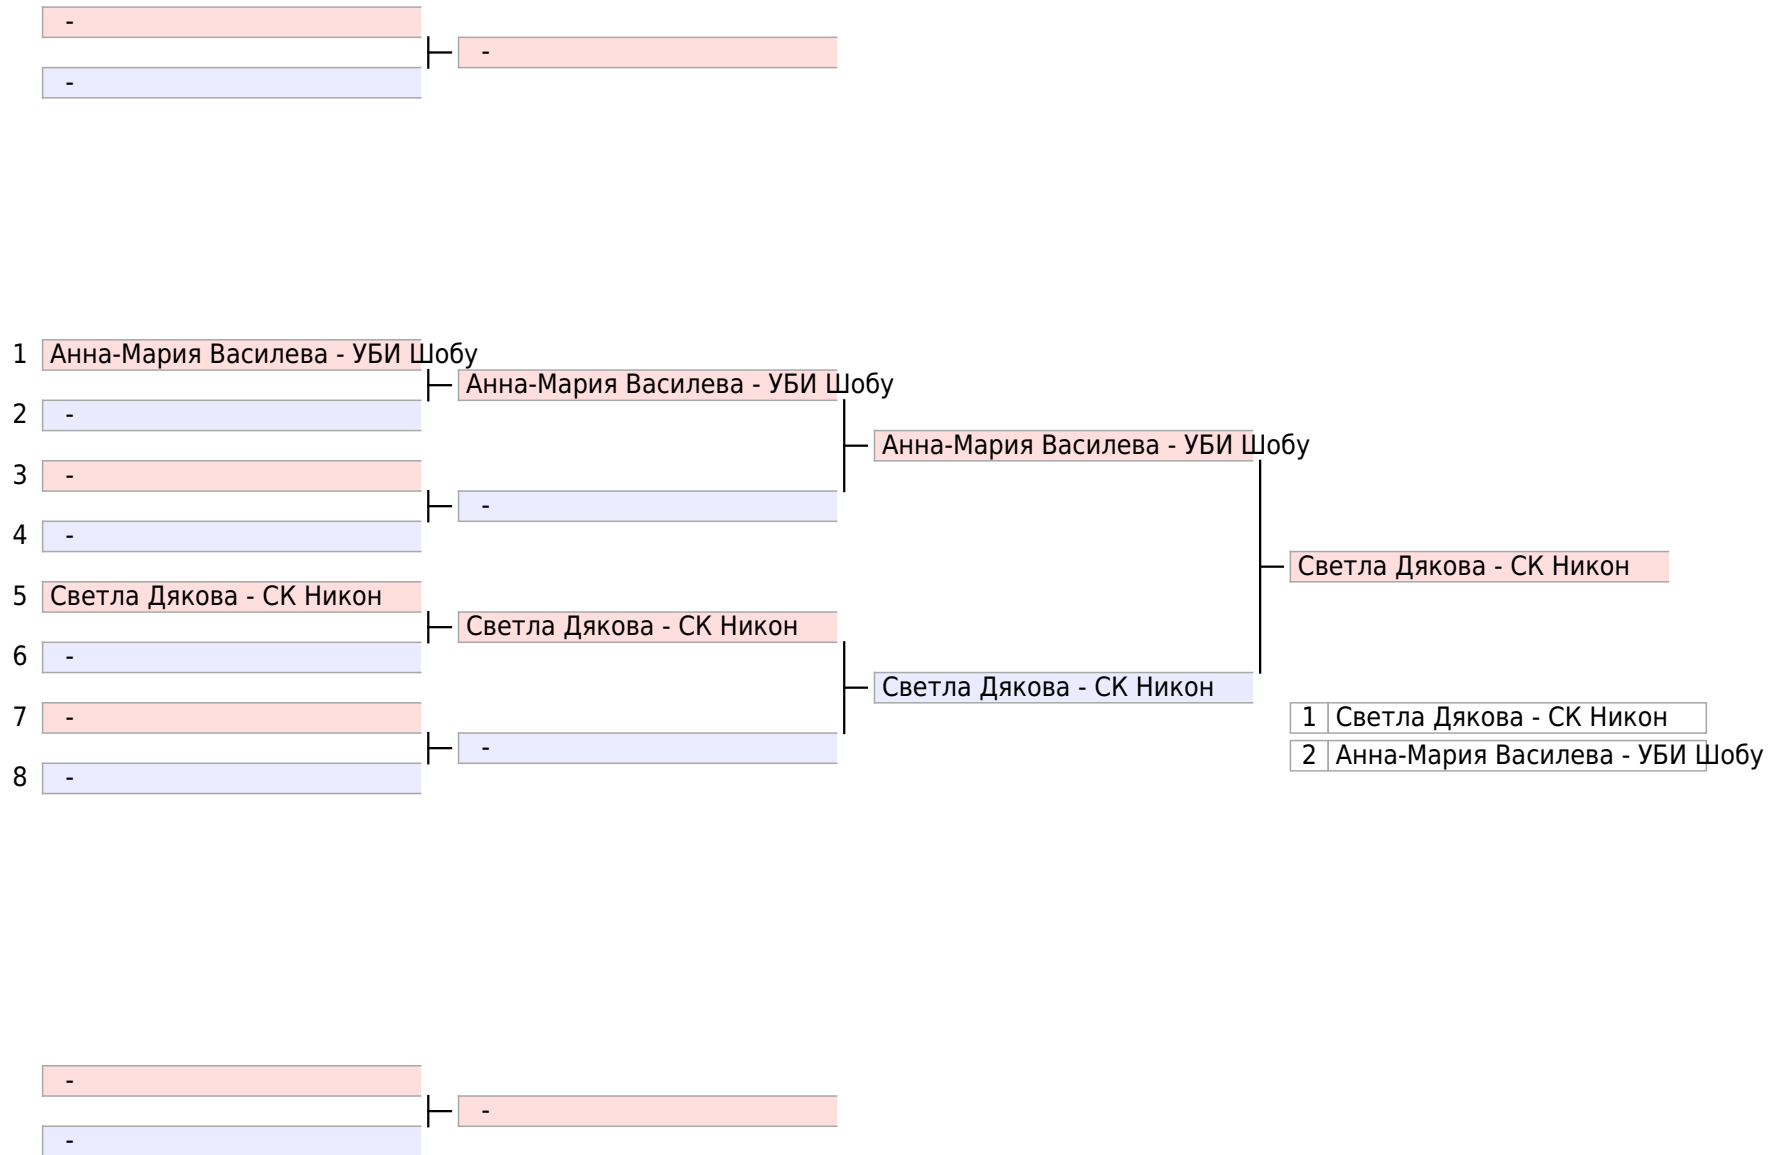 -
-
-
1 Анна-Мария Василева - УБИ Шобу
Анна-Мария Василева - УБИ Шобу
2 -
Анна-Мария Василева - УБИ Шобу
3 -
-
4 -
Светла Дякова - СК Никон
5 Светла Дякова - СК Никон
Светла Дякова - СК Никон
6 -
Светла Дякова - СК Никон
7 -
1 Светла Дякова - СК Никон
-
2 Анна-Мария Василева - УБИ Шобу
8 -
-
-
-